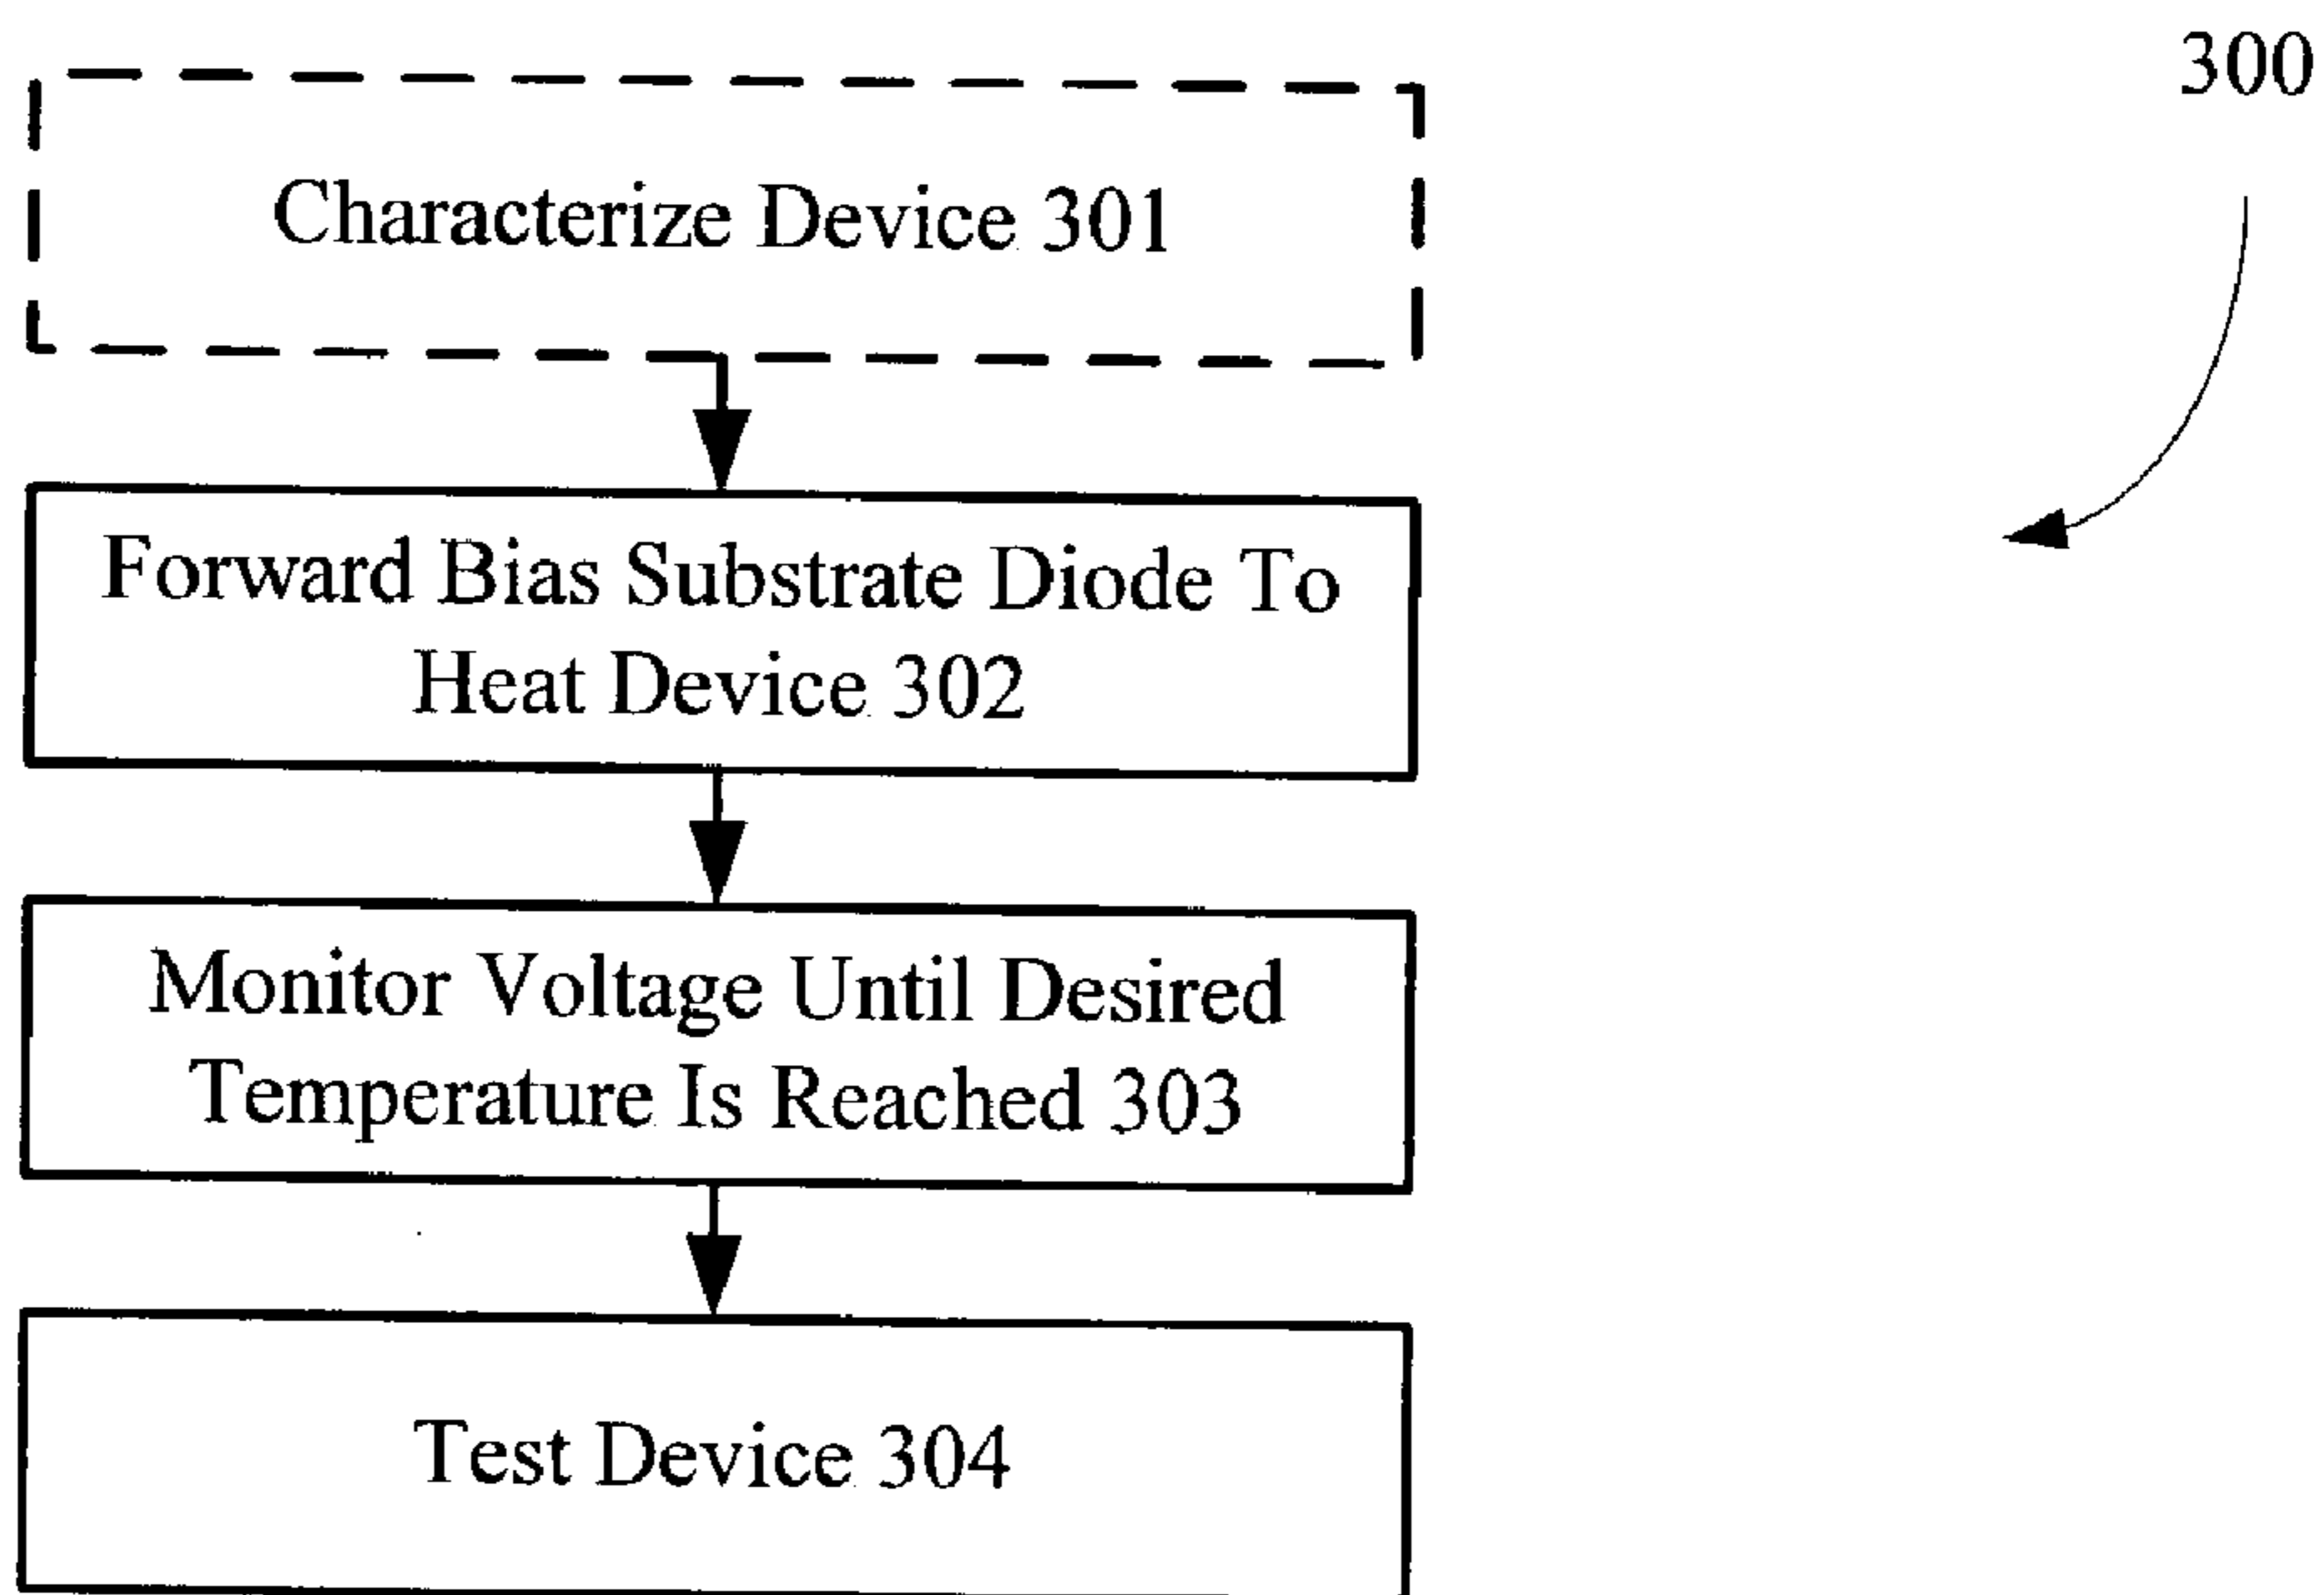 300
Characterize Device 301
Forward Bias Substrate Diode To
Heat Device 302
Monitor Voltage Until Desired
Temperature Is Reached 303
Test Device 304